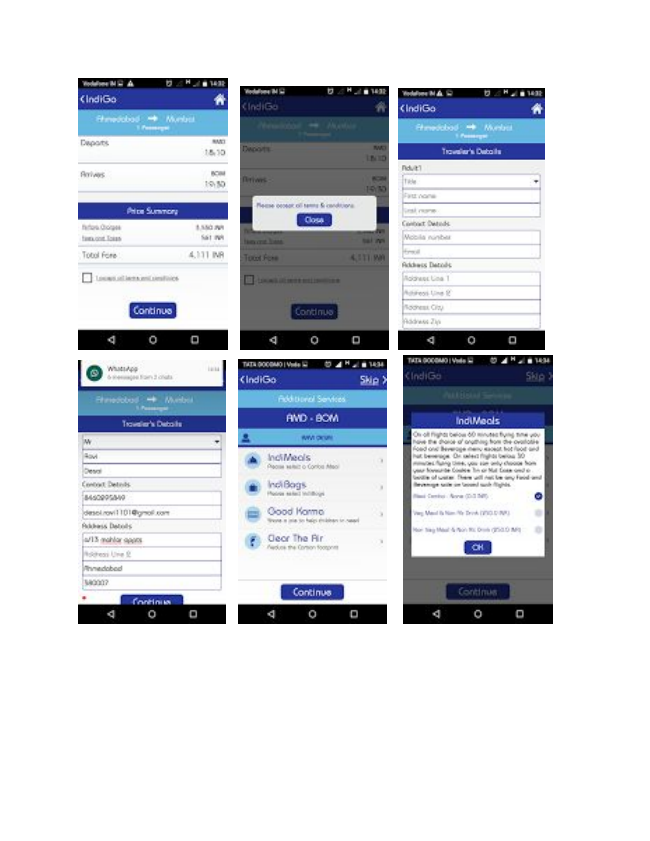 Vodafone IN 14:32
IndiGo
Ahmedabad Mumbai
1 Passenger
Departs AMD
18:10
Arrives BOM
19:30
Price Summary
Airfare Charges 3,550 INR
Fees and Taxes 561 INR
Total Fare 4,111 INR
I accept all terms and conditions
Continue
Vodafone IN 14:32
IndiGo
Ahmedabad Mumbai
1 Passenger
Departs AMD
18:10
Arrives BOM
19:30
Please accept all terms & conditions.
Close
Airfare Charges INR
Fees and Taxes 561 INR
Total Fare 4,111 INR
I accept all terms and conditions
Continue
Vodafone IN 14:32
IndiGo
Ahmedabad Mumbai
1 Passenger
Traveler's Details
Adult1
Title
First name
Last name
Contact Details
Mobile number
Email
Address Details
Address Line 1
Address Line 2
Address City
Address Zip
WhatsApp
6 messages from 2 chats
Ahmedabad Mumbai
1 Passenger
Traveler's Details
Mr
Ravi
Desai
Contact Details
8460895849
desai.ravi1101@gmail.com
Address Details
a/13 malhar appts
Address Line 2
Ahmedabad
380007
Continue
TATA DOCOMO | Voda 14:34
IndiGo Skip
Additional Services
AMD - BOM
RAVI DESAI
IndiMeals
Please select a Combo Meal
IndiBags
Please select IndiBags
Good Karma
Share a joy to help children in need
Clear The Air
Reduce the Carbon footprint
Continue
TATA DOCOMO | Voda 14:34
IndiGo Skip
Additional Services
IndiMeals
On all flights below 60 minutes flying time you
have the choice of anything from the available
Food and Beverage menu except hot food and
hot beverage. On select flights below 30
minutes flying time, you can only choose from
your favourite Cookie Tin or Nut Case and a
bottle of water. There will not be any Food and
Beverage sale on board such flights.
Meal Combo - None (0.0 INR)
Veg Meal & Non Alc Drink (250.0 INR)
Non Veg Meal & Non Alc Drink (250.0 INR)
OK
Continue